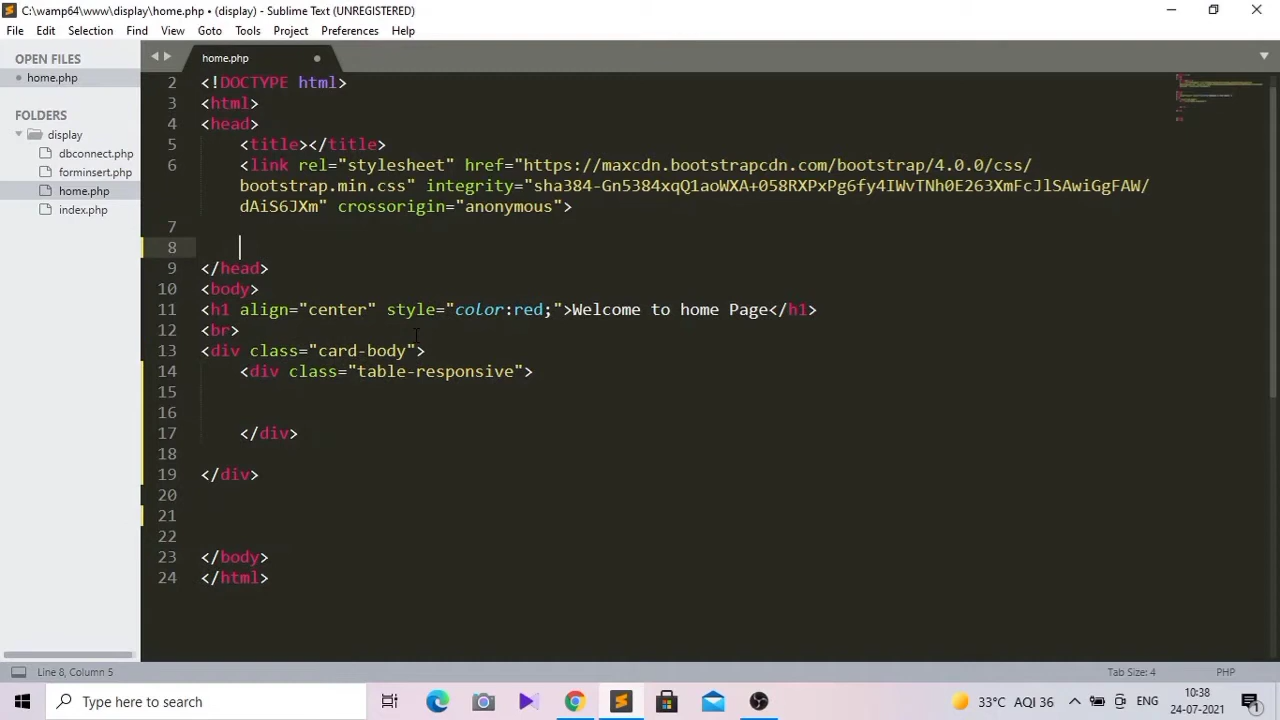 C:\wamp64\www\display\home.php • (display) - Sublime Text (UNREGISTERED)
File Edit Selection Find View Goto Tools Project Preferences Help
OPEN FILES
home.php
FOLDERS
display
dbconnect.php
forminsert.php
home.php
index.php
home.php
2 <!DOCTYPE html>
3 <html>
4 <head>
5 <title></title>
6 <link rel="stylesheet" href="https://maxcdn.bootstrapcdn.com/bootstrap/4.0.0/css/
bootstrap.min.css" integrity="sha384-Gn5384xqQ1aoWXA+058RXPxPg6fy4IWvTNh0E263XmFcJlSAwiGgFAW/
dAiS6JXm" crossorigin="anonymous">
7
8
9 </head>
10 <body>
11 <h1 align="center" style="color:red;">Welcome to home Page</h1>
12 <br>
13 <div class="card-body">
14 <div class="table-responsive">
15
16
17 </div>
18
19 </div>
20
21
22
23 </body>
24 </html>
Line 8, Column 5
Tab Size: 4
PHP
Type here to search
33°C AQI 36
ENG
10:38
24-07-2021
1